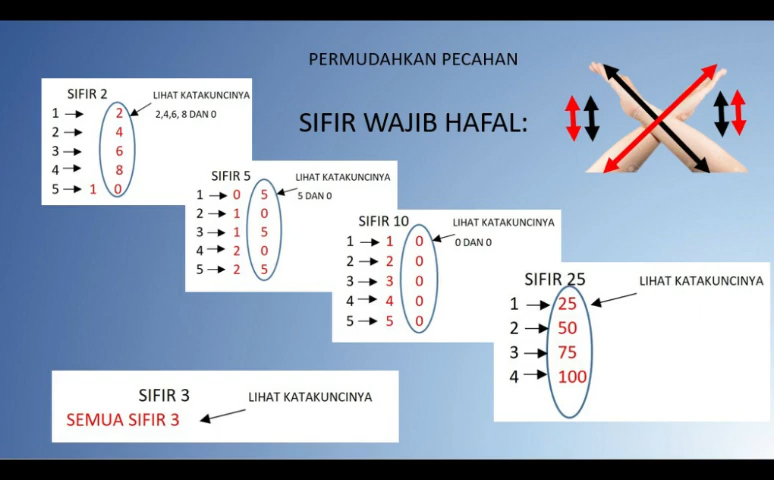 PERMUDAHKAN PECAHAN
SIFIR WAJIB HAFAL:
SIFIR 2
LIHAT KATAKUNCINYA
2,4,6, 8 DAN 0
1 → 2
2 → 4
3 → 6
4 → 8
5 → 1 0
SIFIR 5
LIHAT KATAKUNCINYA
5 DAN 0
1 → 0 5
2 → 1 0
3 → 1 5
4 → 2 0
5 → 2 5
SIFIR 10
LIHAT KATAKUNCINYA
0 DAN 0
1 → 1 0
2 → 2 0
3 → 3 0
4 → 4 0
5 → 5 0
SIFIR 25
LIHAT KATAKUNCINYA
1 → 25
2 → 50
3 → 75
4 → 100
SIFIR 3
LIHAT KATAKUNCINYA
SEMUA SIFIR 3